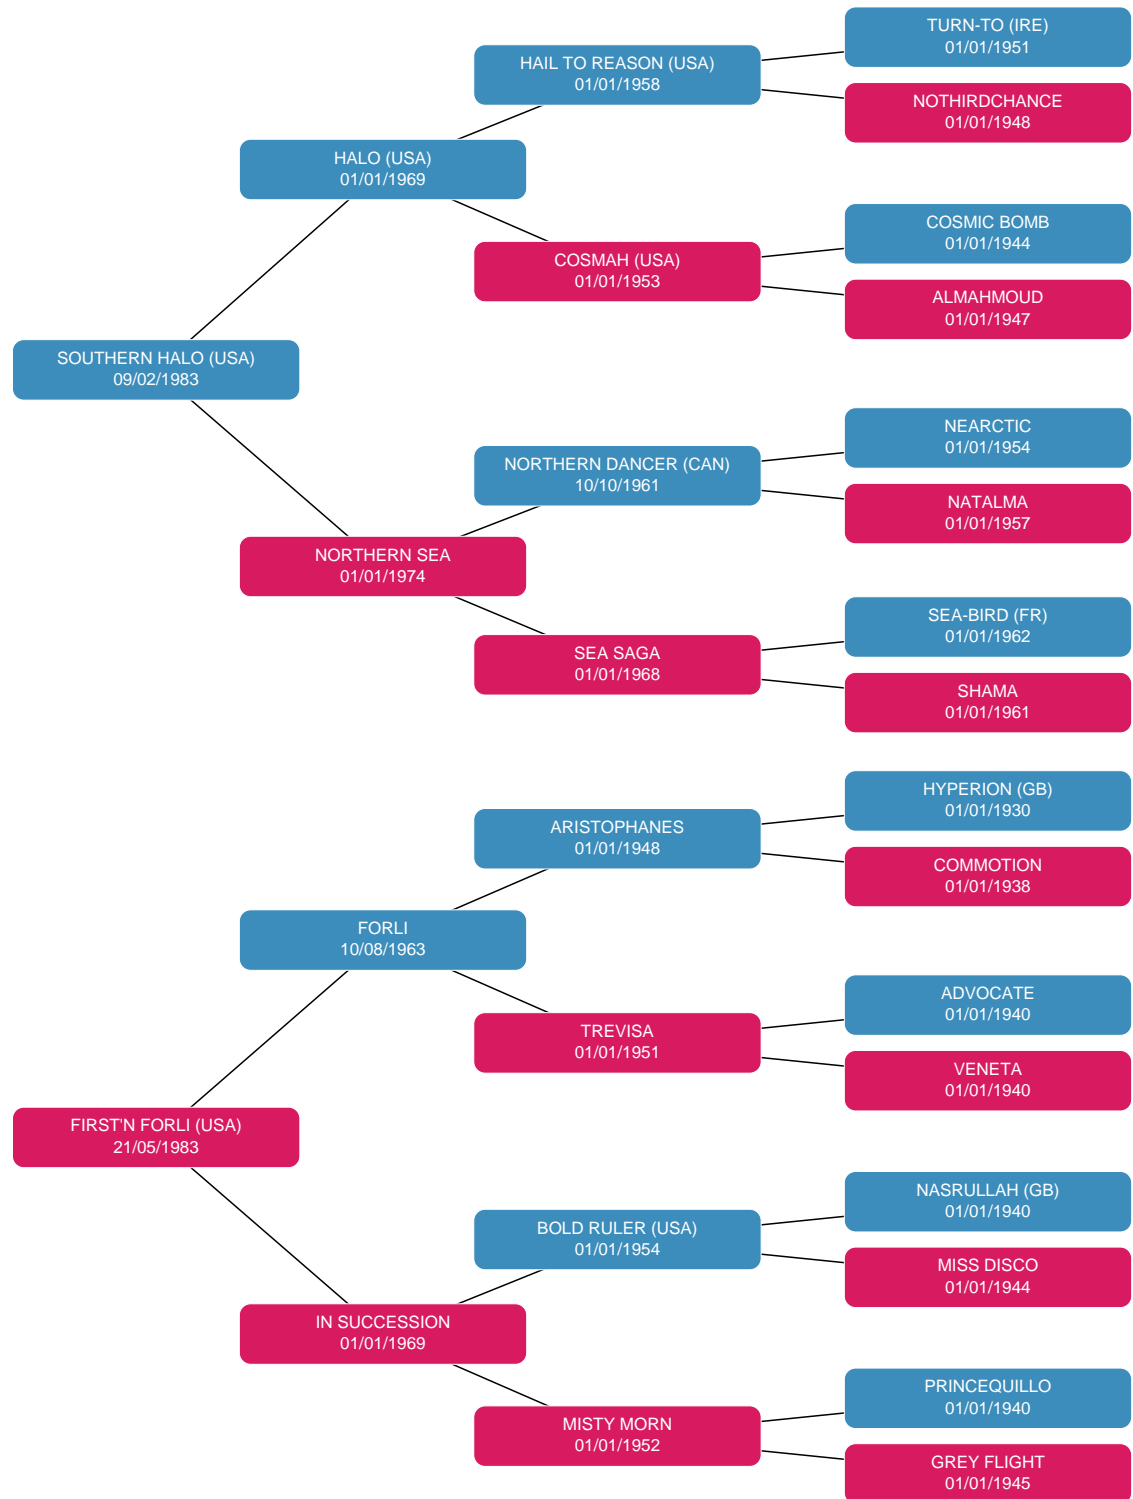 TURN-TO (IRE)
01/01/1951
HAIL TO REASON (USA)
01/01/1958
NOTHIRDCHANCE
01/01/1948
HALO (USA)
01/01/1969
COSMIC BOMB
01/01/1944
COSMAH (USA)
01/01/1953
ALMAHMOUD
01/01/1947
SOUTHERN HALO (USA)
09/02/1983
NEARCTIC
01/01/1954
NORTHERN DANCER (CAN)
10/10/1961
NATALMA
01/01/1957
NORTHERN SEA
01/01/1974
SEA-BIRD (FR)
01/01/1962
SEA SAGA
01/01/1968
SHAMA
01/01/1961
HYPERION (GB)
01/01/1930
ARISTOPHANES
01/01/1948
COMMOTION
01/01/1938
FORLI
10/08/1963
ADVOCATE
01/01/1940
TREVISA
01/01/1951
VENETA
01/01/1940
FIRST'N FORLI (USA)
21/05/1983
NASRULLAH (GB)
01/01/1940
BOLD RULER (USA)
01/01/1954
MISS DISCO
01/01/1944
IN SUCCESSION
01/01/1969
PRINCEQUILLO
01/01/1940
MISTY MORN
01/01/1952
GREY FLIGHT
01/01/1945